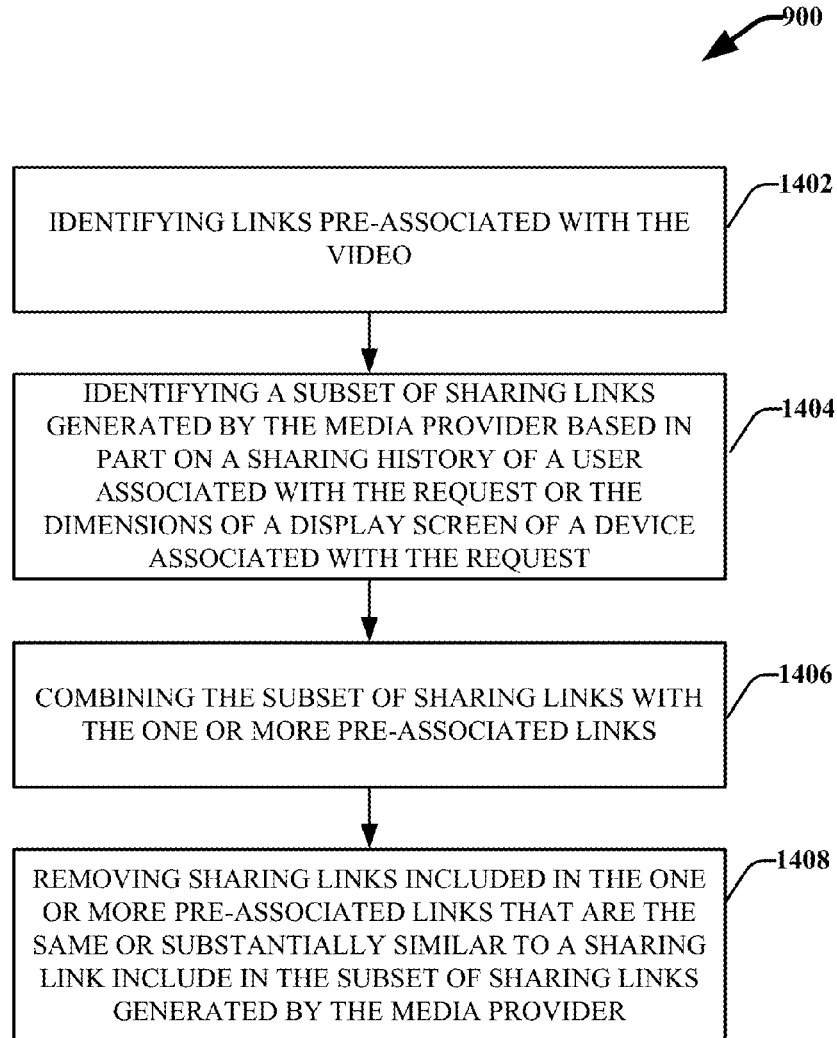 900
1402
IDENTIFYING LINKS PRE-ASSOCIATED WITH THE
VIDEO
1404
IDENTIFYING A SUBSET OF SHARING LINKS
GENERATED BY THE MEDIA PROVIDER BASED IN
PART ON A SHARING HISTORY OF A USER
ASSOCIATED WITH THE REQUEST OR THE
DIMENSIONS OF A DISPLAY SCREEN OF A DEVICE
ASSOCIATED WITH THE REQUEST
1406
COMBINING THE SUBSET OF SHARING LINKS WITH
THE ONE OR MORE PRE-ASSOCIATED LINKS
1408
REMOVING SHARING LINKS INCLUDED IN THE ONE
OR MORE PRE-ASSOCIATED LINKS THAT ARE THE
SAME OR SUBSTANTIALLY SIMILAR TO A SHARING
LINK INCLUDE IN THE SUBSET OF SHARING LINKS
GENERATED BY THE MEDIA PROVIDER